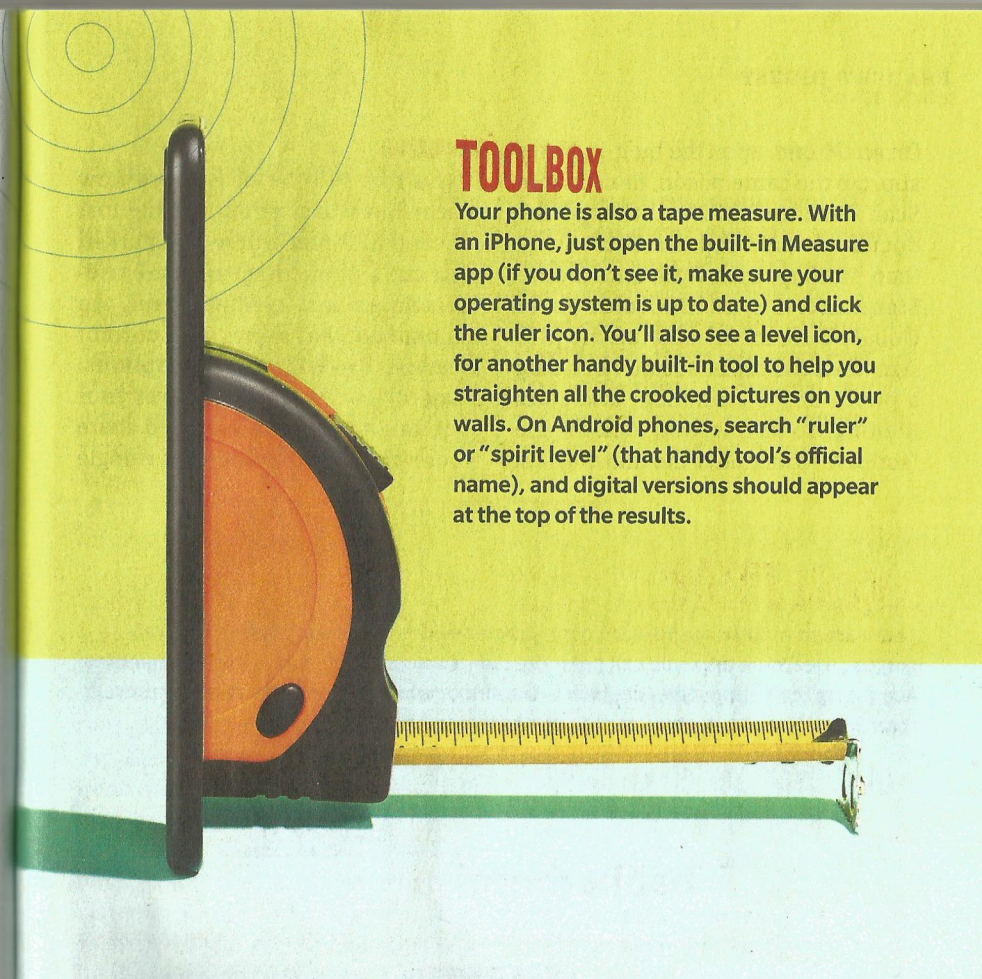 TOOLBOX
Your phone is also a tape measure. With
an iPhone, just open the built-in Measure
app (if you don’t see it, make sure your
operating system is up to date) and click
the ruler icon. You’ll also see a level icon,
for another handy built-in tool to help you
straighten all the crooked pictures on your
walls. On Android phones, search “ruler”
or “spirit level” (that handy tool’s official
name), and digital versions should appear
at the top of the results.